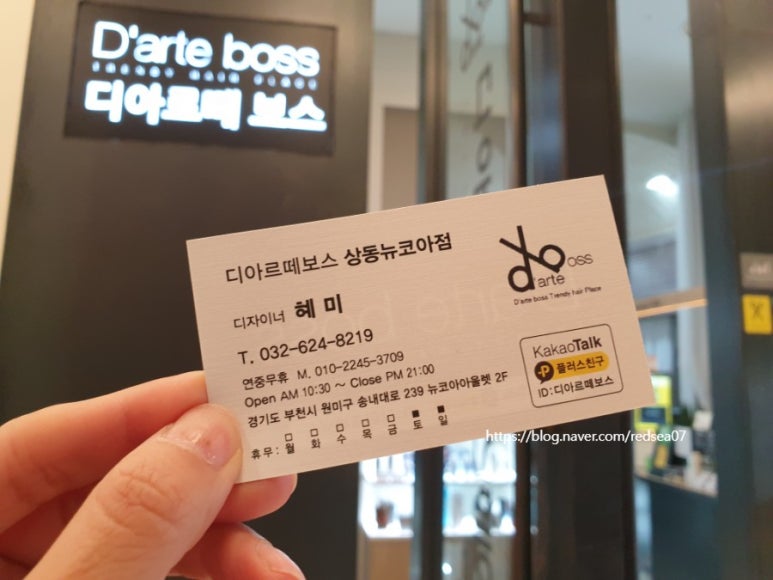 D'arte boss
TRENDY HAIR PLACE
디아르떼 보스
디아르떼보스 상동뉴코아점
디자이너 혜 미
T. 032-624-8219
연중무휴 M. 010-2245-3709
Open AM 10:30 ~ Close PM 21:00
경기도 부천시 원미구 송내대로 239 뉴코아아울렛 2F
□ □ □ □ □ ■ ■
휴무: 월 화 수 목 금 토 일
d'arte boss
D'arte boss Trendy hair Place
KakaoTalk
P 플러스친구
ID: 디아르떼보스
https://blog.naver.com/redsea07